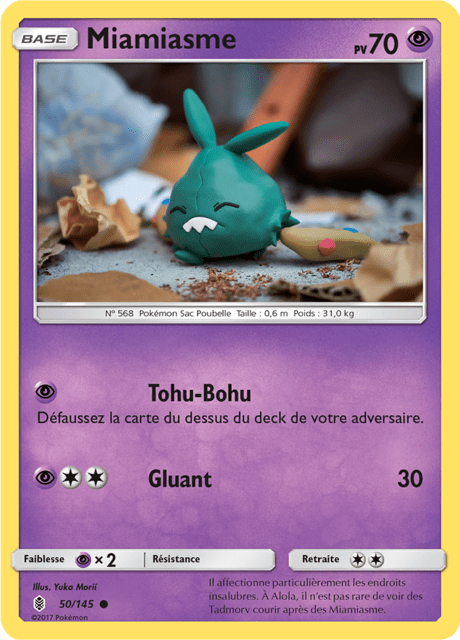 BASE Miamiasme PV 70
N° 568 Pokémon Sac Poubelle Taille : 0,6 m Poids : 31,0 kg
Tohu-Bohu
Défaussez la carte du dessus du deck de votre adversaire.
Gluant 30
Faiblesse × 2 Résistance Retraite
Illus. Yuka Morii
50/145
©2017 Pokémon
Il affectionne particulièrement les endroits
insalubres. À Alola, il n'est pas rare de voir des
Tadmorv courir après des Miamiasme.